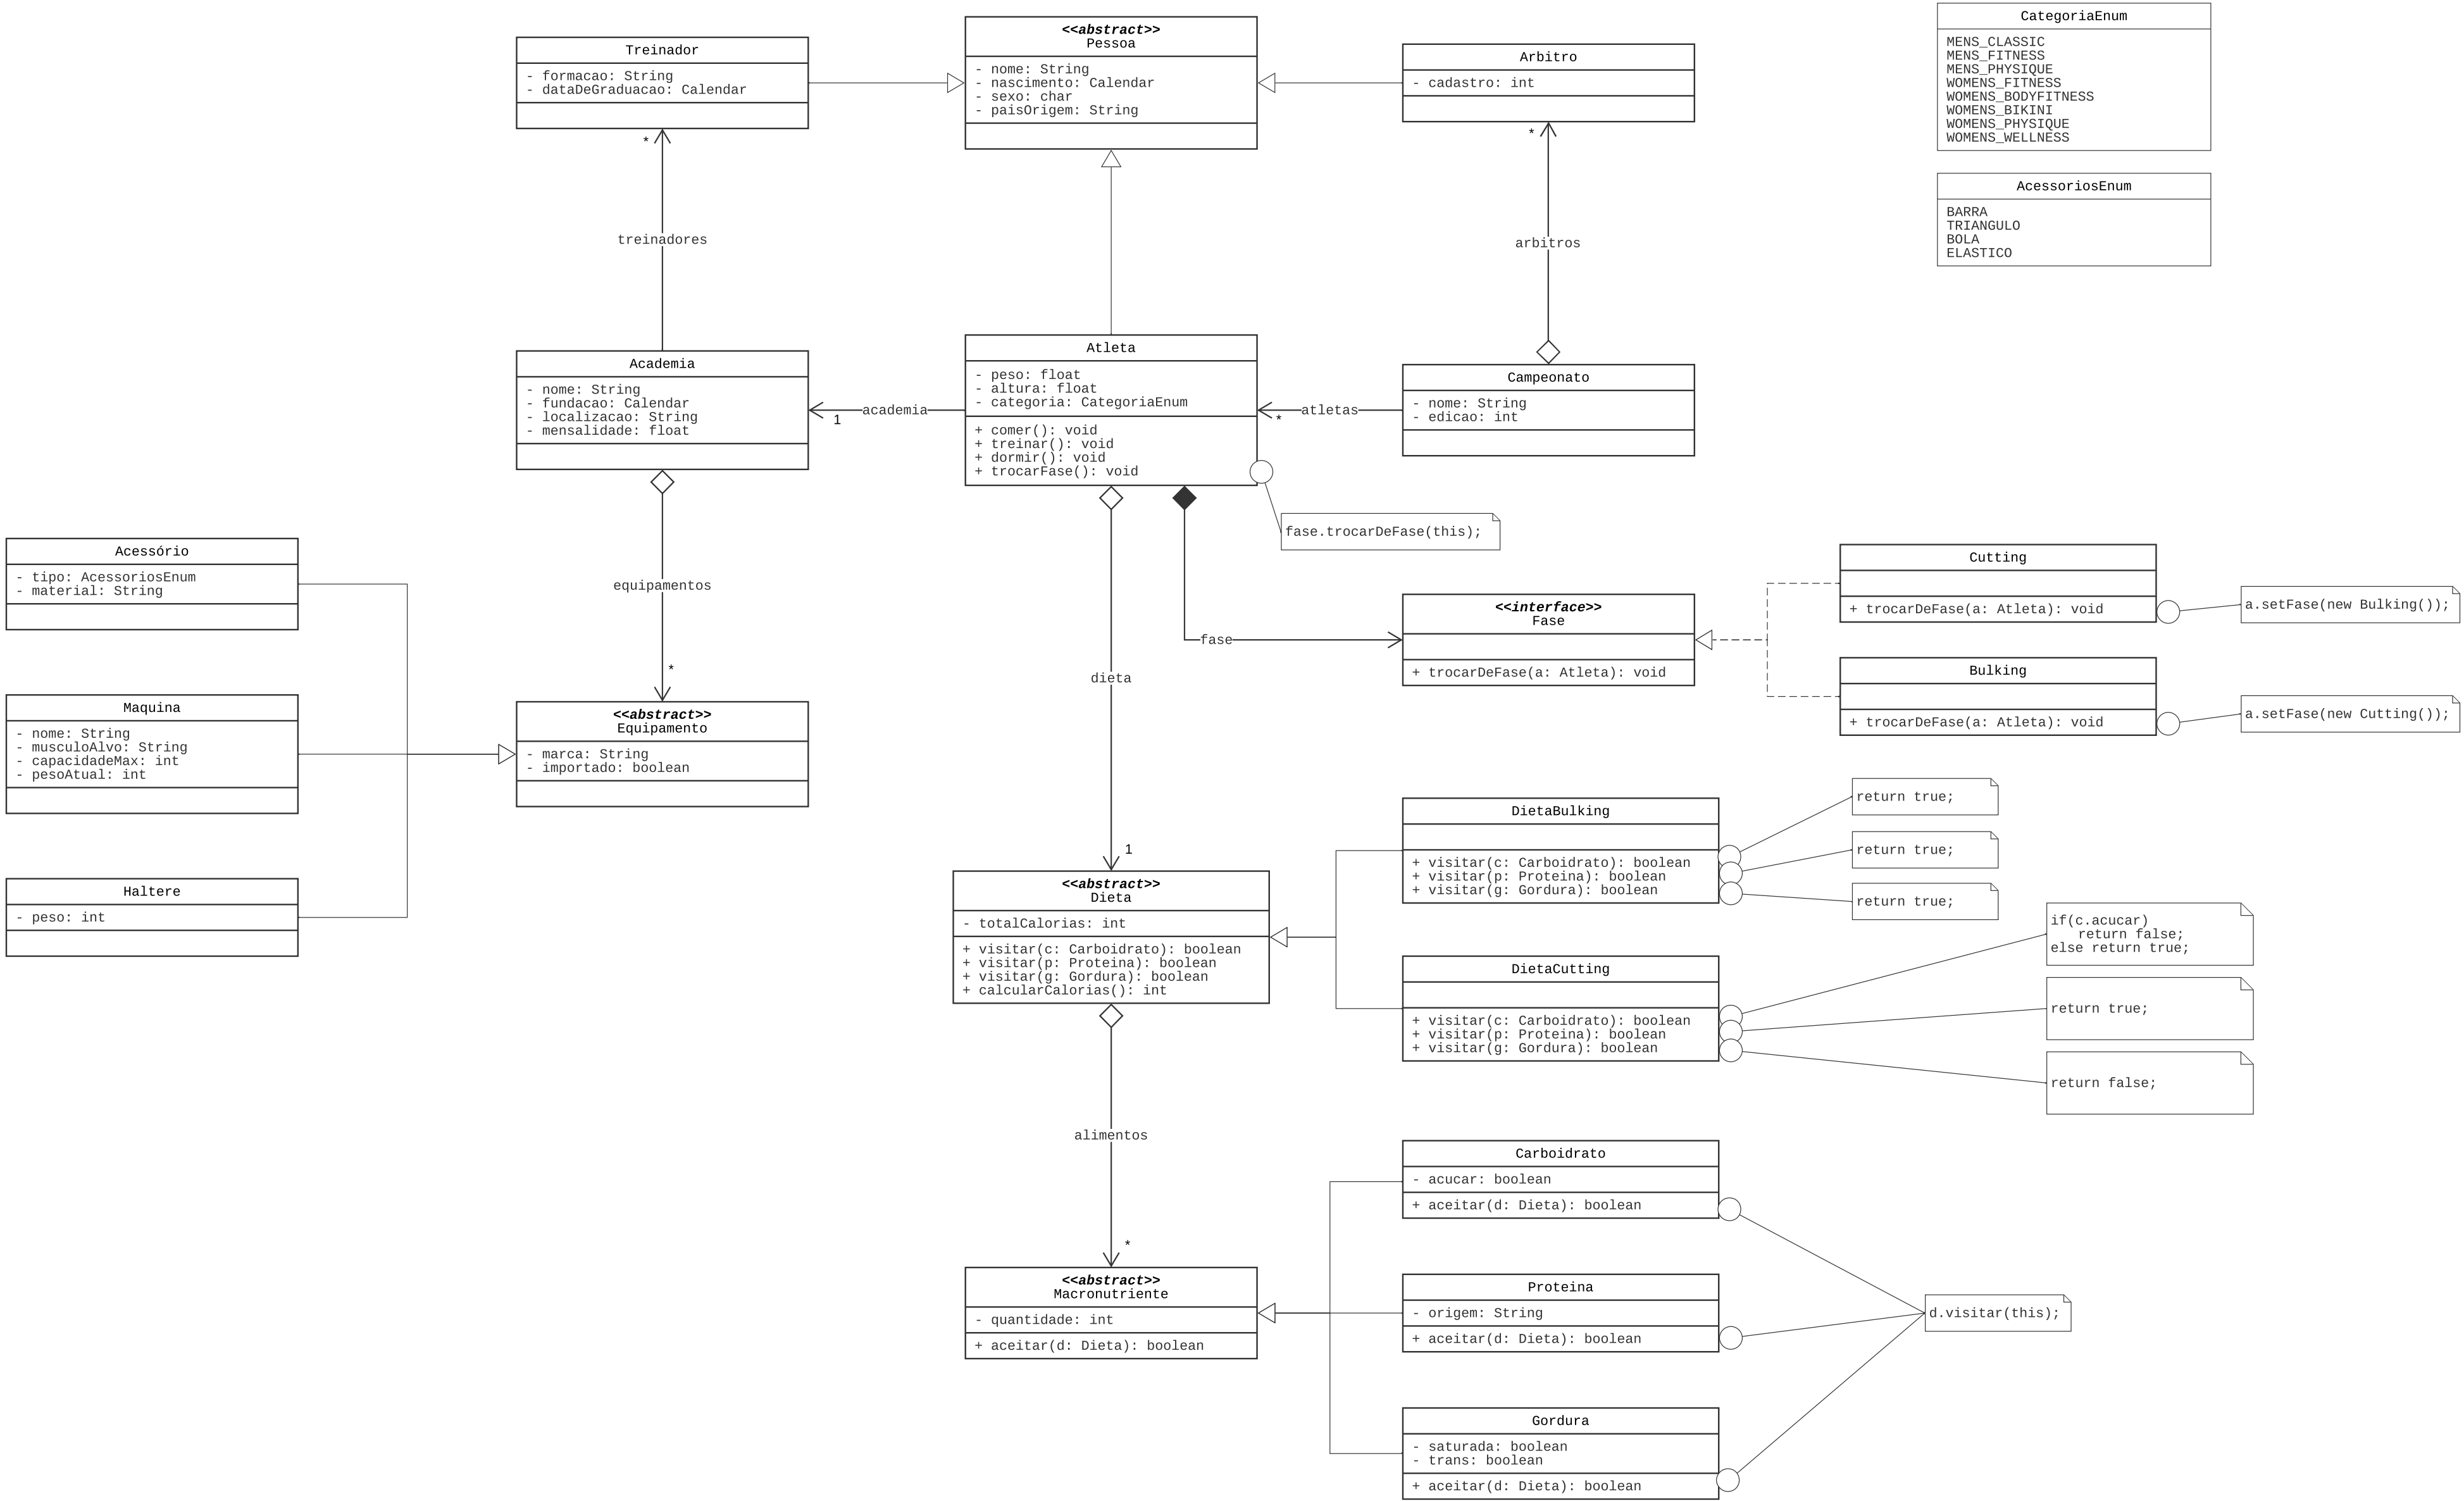 Treinador
- formacao: String
- dataDeGraduacao: Calendar
<<abstract>>
Pessoa
- nome: String
- nascimento: Calendar
- sexo: char
- paisOrigem: String
Arbitro
- cadastro: int
CategoriaEnum
MENS_CLASSIC
MENS_FITNESS
MENS_PHYSIQUE
WOMENS_FITNESS
WOMENS_BODYFITNESS
WOMENS_BIKINI
WOMENS_PHYSIQUE
WOMENS_WELLNESS
AcessoriosEnum
BARRA
TRIANGULO
BOLA
ELASTICO
*
treinadores
*
arbitros
Academia
- nome: String
- fundacao: Calendar
- localizacao: String
- mensalidade: float
academia
1
Atleta
- peso: float
- altura: float
- categoria: CategoriaEnum
+ comer(): void
+ treinar(): void
+ dormir(): void
+ trocarFase(): void
atletas
*
Campeonato
- nome: String
- edicao: int
fase.trocarDeFase(this);
Acessório
- tipo: AcessoriosEnum
- material: String
equipamentos
*
Maquina
- nome: String
- musculoAlvo: String
- capacidadeMax: int
- pesoAtual: int
<<abstract>>
Equipamento
- marca: String
- importado: boolean
Haltere
- peso: int
fase
<<interface>>
Fase
+ trocarDeFase(a: Atleta): void
Cutting
+ trocarDeFase(a: Atleta): void
a.setFase(new Bulking());
Bulking
+ trocarDeFase(a: Atleta): void
a.setFase(new Cutting());
dieta
1
<<abstract>>
Dieta
- totalCalorias: int
+ visitar(c: Carboidrato): boolean
+ visitar(p: Proteina): boolean
+ visitar(g: Gordura): boolean
+ calcularCalorias(): int
DietaBulking
+ visitar(c: Carboidrato): boolean
+ visitar(p: Proteina): boolean
+ visitar(g: Gordura): boolean
return true;
return true;
return true;
DietaCutting
+ visitar(c: Carboidrato): boolean
+ visitar(p: Proteina): boolean
+ visitar(g: Gordura): boolean
if(c.acucar)
return false;
else return true;
return true;
return false;
alimentos
*
<<abstract>>
Macronutriente
- quantidade: int
+ aceitar(d: Dieta): boolean
Carboidrato
- acucar: boolean
+ aceitar(d: Dieta): boolean
Proteina
- origem: String
+ aceitar(d: Dieta): boolean
d.visitar(this);
Gordura
- saturada: boolean
- trans: boolean
+ aceitar(d: Dieta): boolean